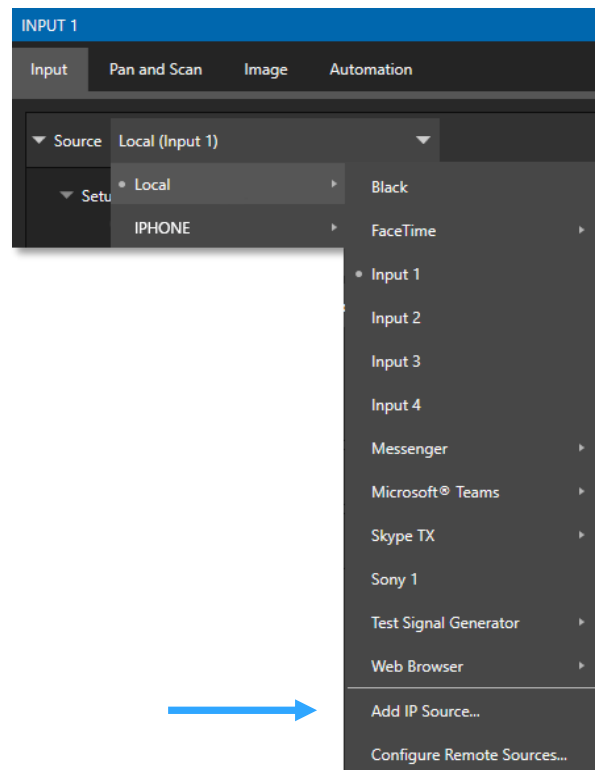 INPUT 1
Input Pan and Scan Image Automation
Source Local (Input 1)
Setu
Local
IPHONE
Black
FaceTime
Input 1
Input 2
Input 3
Input 4
Messenger
Microsoft® Teams
Skype TX
Sony 1
Test Signal Generator
Web Browser
Add IP Source...
Configure Remote Sources...